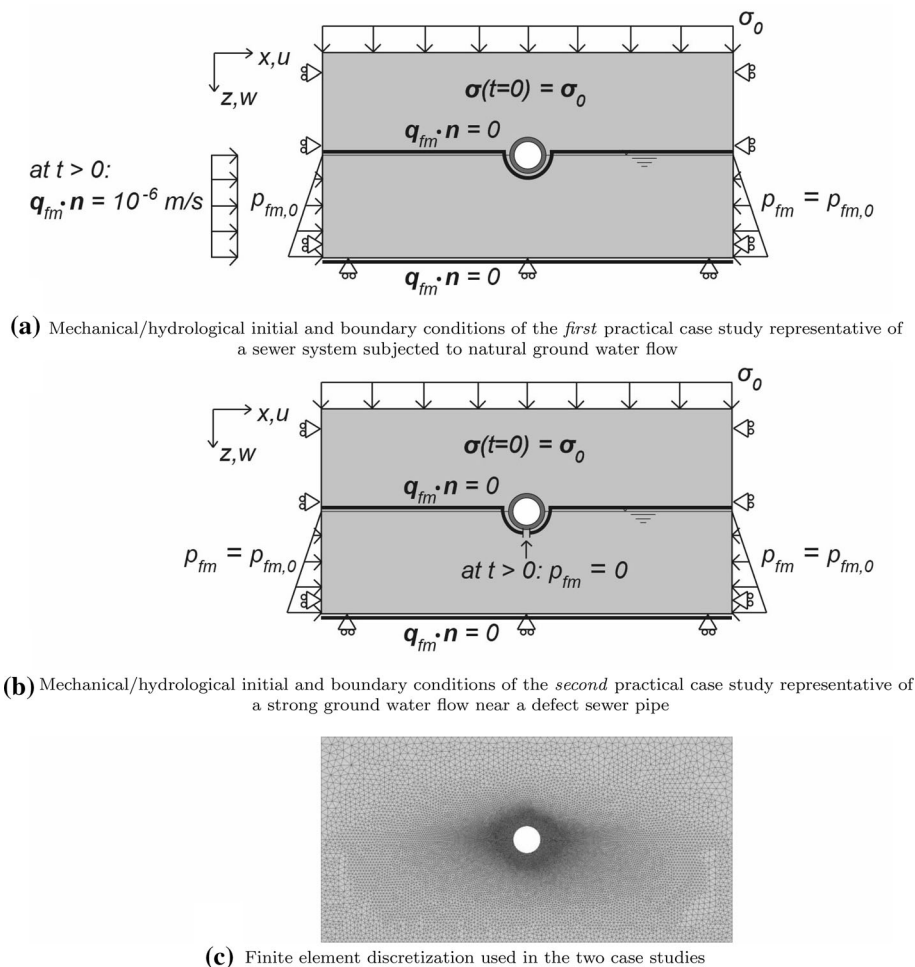 σ0
x,u
z,w
σ(t=0) = σ0
qfm·n = 0
at t > 0:
qfm·n = 10-6 m/s
pfm,0
pfm = pfm,0
qfm·n = 0
(a) Mechanical/hydrological initial and boundary conditions of the first practical case study representative of
a sewer system subjected to natural ground water flow
σ0
x,u
z,w
σ(t=0) = σ0
qfm·n = 0
pfm = pfm,0
at t > 0: pfm = 0
pfm = pfm,0
qfm·n = 0
(b) Mechanical/hydrological initial and boundary conditions of the second practical case study representative of
a strong ground water flow near a defect sewer pipe
(c) Finite element discretization used in the two case studies